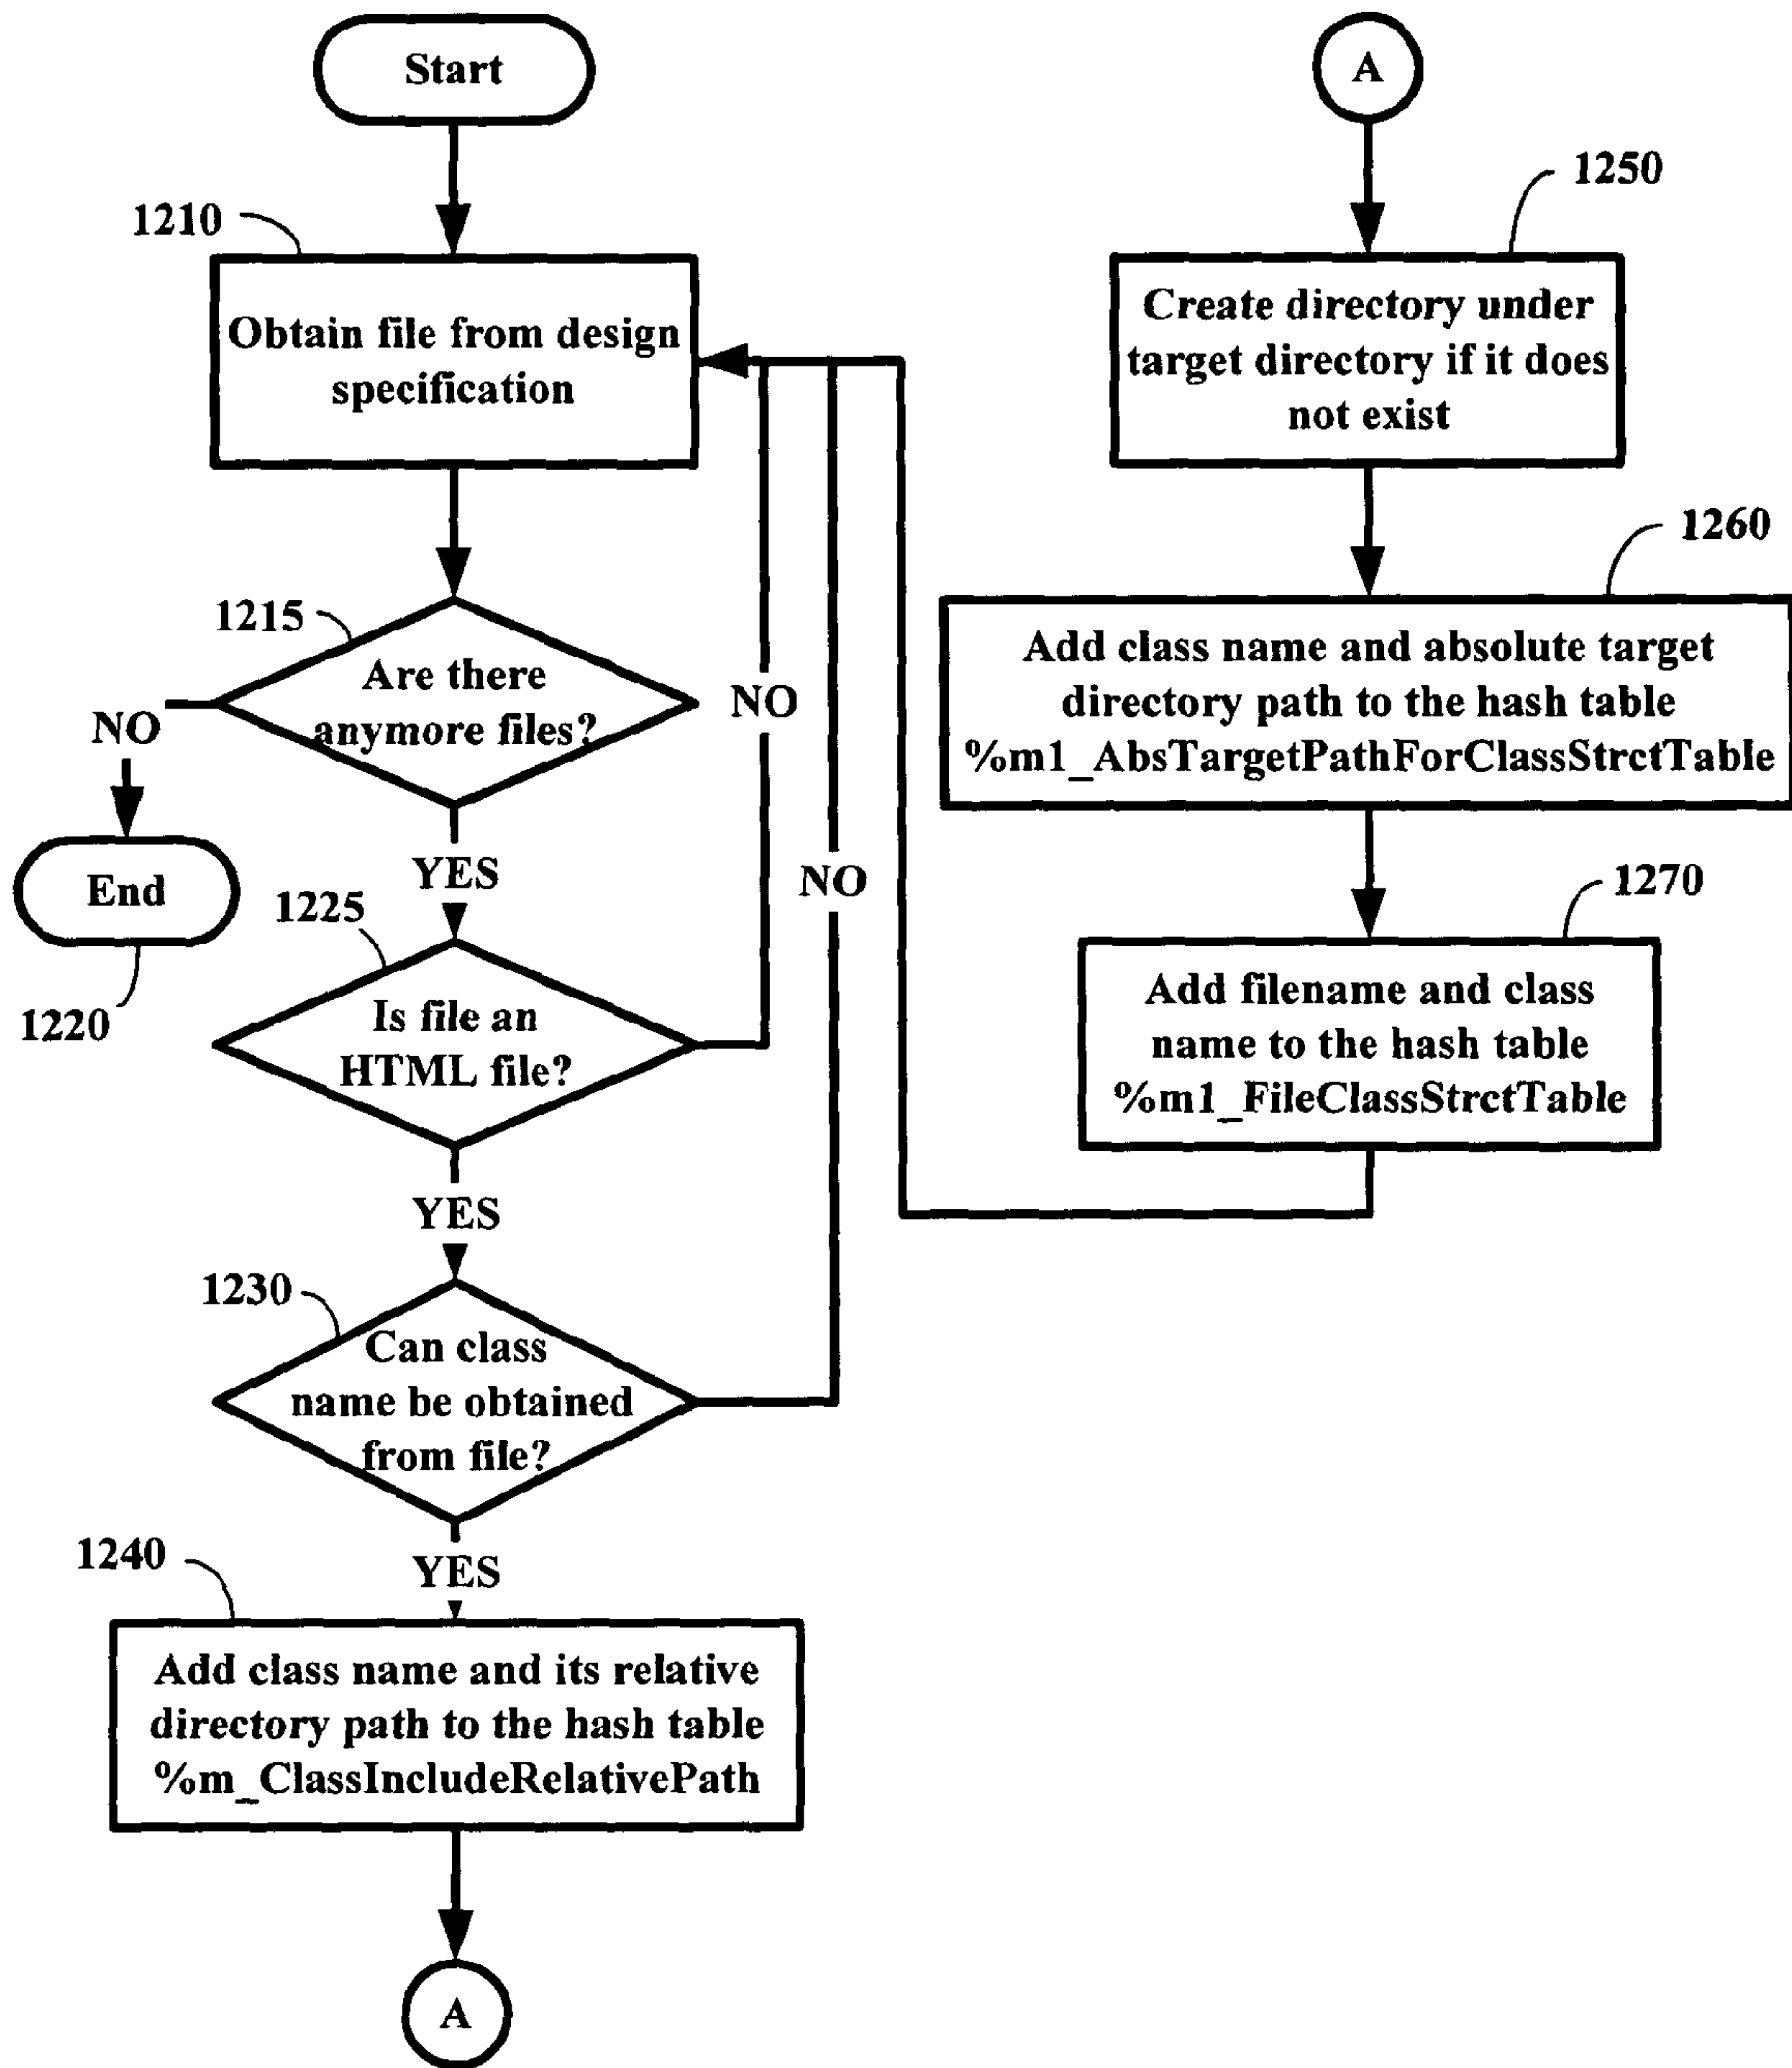 Start
1210
Obtain file from design
specification
1215
Are there
anymore files?
NO
End
1220
YES
1225
Is file an
HTML file?
NO
YES
1230
Can class
name be obtained
from file?
NO
YES
1240
Add class name and its relative
directory path to the hash table
%m_ClassIncludeRelativePath
A
A
1250
Create directory under
target directory if it does
not exist
1260
Add class name and absolute target
directory path to the hash table
%m1_AbsTargetPathForClassStrctTable
1270
Add filename and class
name to the hash table
%m1_FileClassStrctTable